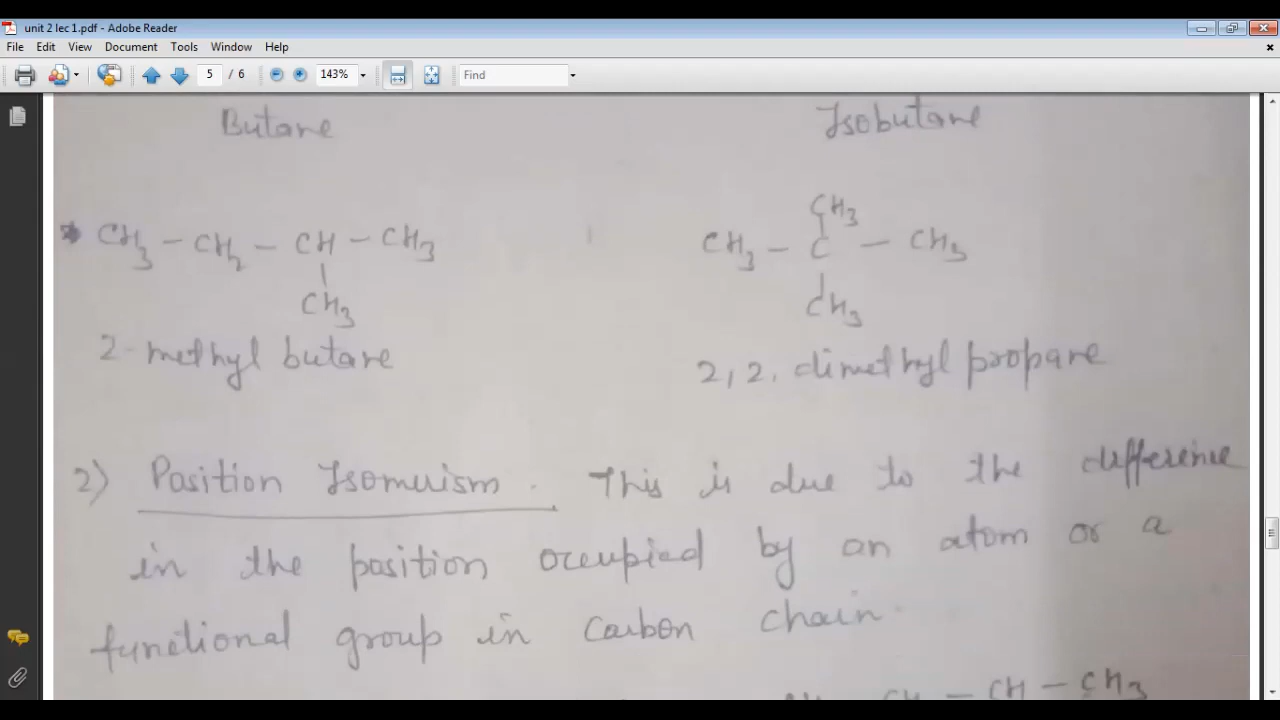 unit 2 lec 1.pdf - Adobe Reader
File Edit View Document Tools Window Help
5 / 6 143% Find
Butane Isobutane
CH3 - CH2 - CH - CH3
CH3
2-methyl butane
CH3
CH3 - C - CH3
CH3
2,2, dimethyl propane
2) Position Isomerism. This is due to the difference
in the position occupied by an atom or a
functional group in carbon chain.
CH - CH - CH3